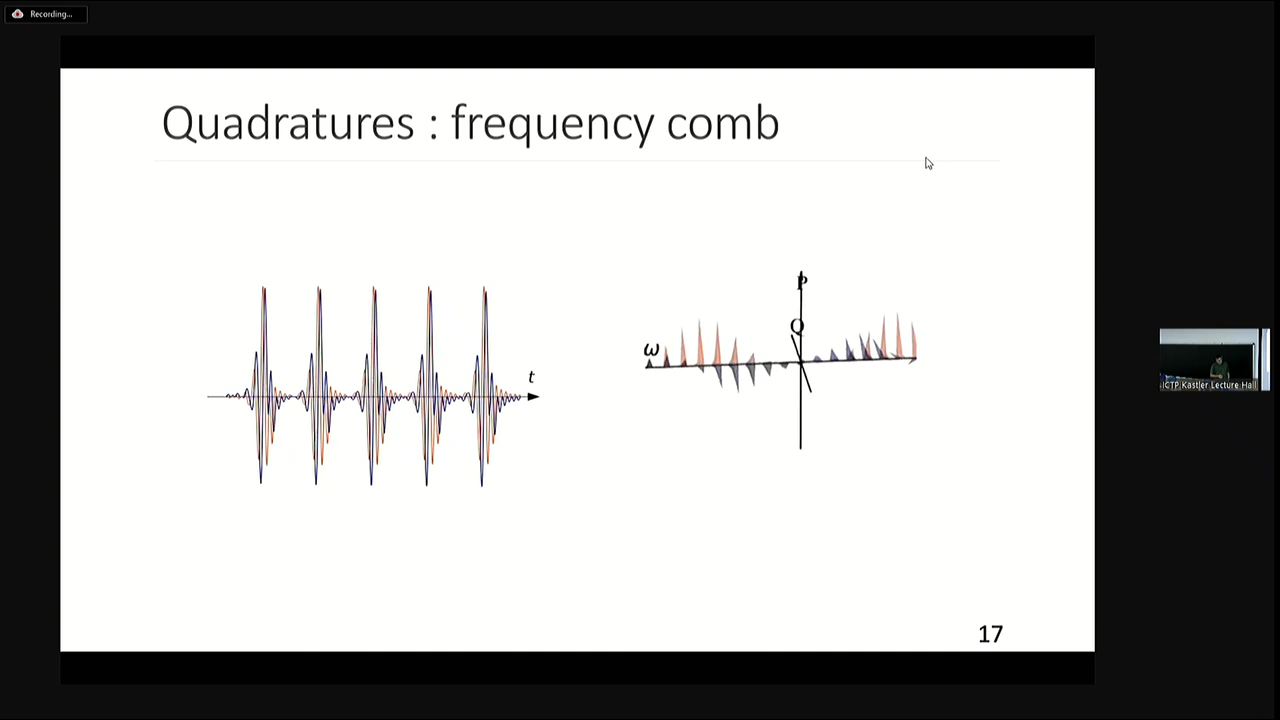 Recording...
Quadratures : frequency comb
t
P
Q
ω
ICTP Kastler Lecture Hall
17